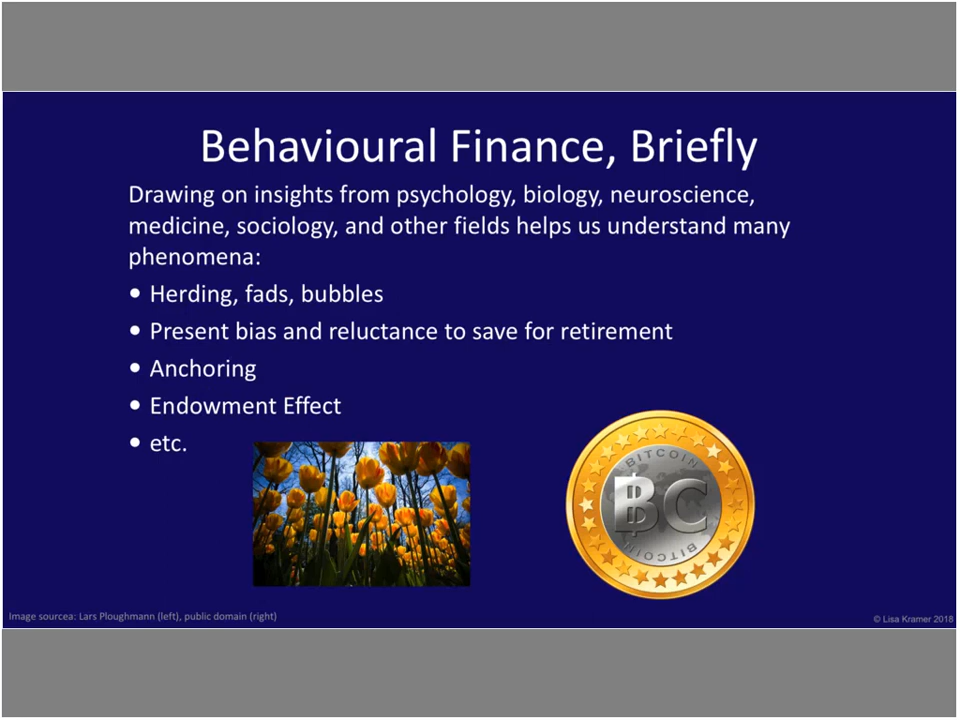 Behavioural Finance, Briefly
Drawing on insights from psychology, biology, neuroscience,
medicine, sociology, and other fields helps us understand many
phenomena:
• Herding, fads, bubbles
• Present bias and reluctance to save for retirement
• Anchoring
• Endowment Effect
• etc.
BITCOIN
BC
BITCOIN
Image sourcea: Lars Ploughmann (left), public domain (right)
© Lisa Kramer 2018